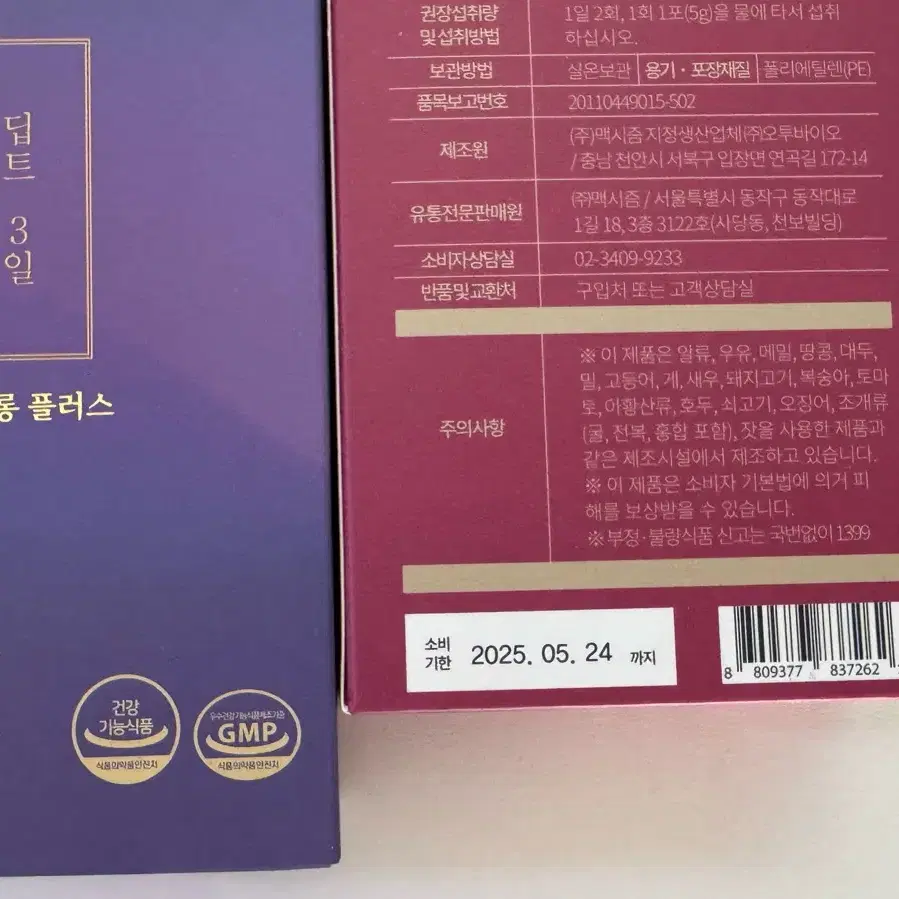 딥트 3일
롱 플러스
건강
기능식품
식품의약품안전처
우수건강기능식품제조기준
GMP
식품의약품안전처
권장섭취량 및 섭취방법
1일 2회, 1회 1포(5g)을 물에 타서 섭취
하십시오.
보관방법 실온보관 용기·포장재질 폴리에틸렌(PE)
품목보고번호 20110449015-502
제조원
(주)맥시즘 지정생산업체 (주)오투바이오
/ 충남 천안시 서북구 입장면 연곡길 172-14
유통전문판매원
(주)맥시즘 / 서울특별시 동작구 동작대로
1길 18, 3층 3122호(사당동, 천보빌딩)
소비자상담실 02-3409-9233
반품및교환처 구입처 또는 고객상담실
주의사항
※ 이 제품은 알류, 우유, 메밀, 땅콩, 대두,
밀, 고등어, 게, 새우, 돼지고기, 복숭아, 토마
토, 아황산류, 호두, 쇠고기, 오징어, 조개류
(굴, 전복, 홍합 포함), 잣을 사용한 제품과
같은 제조시설에서 제조하고 있습니다.
※ 이 제품은 소비자 기본법에 의거 피
해를 보상받을 수 있습니다.
※ 부정·불량식품 신고는 국번없이 1399
소비
기한 2025. 05. 24 까지
8 809377 837262